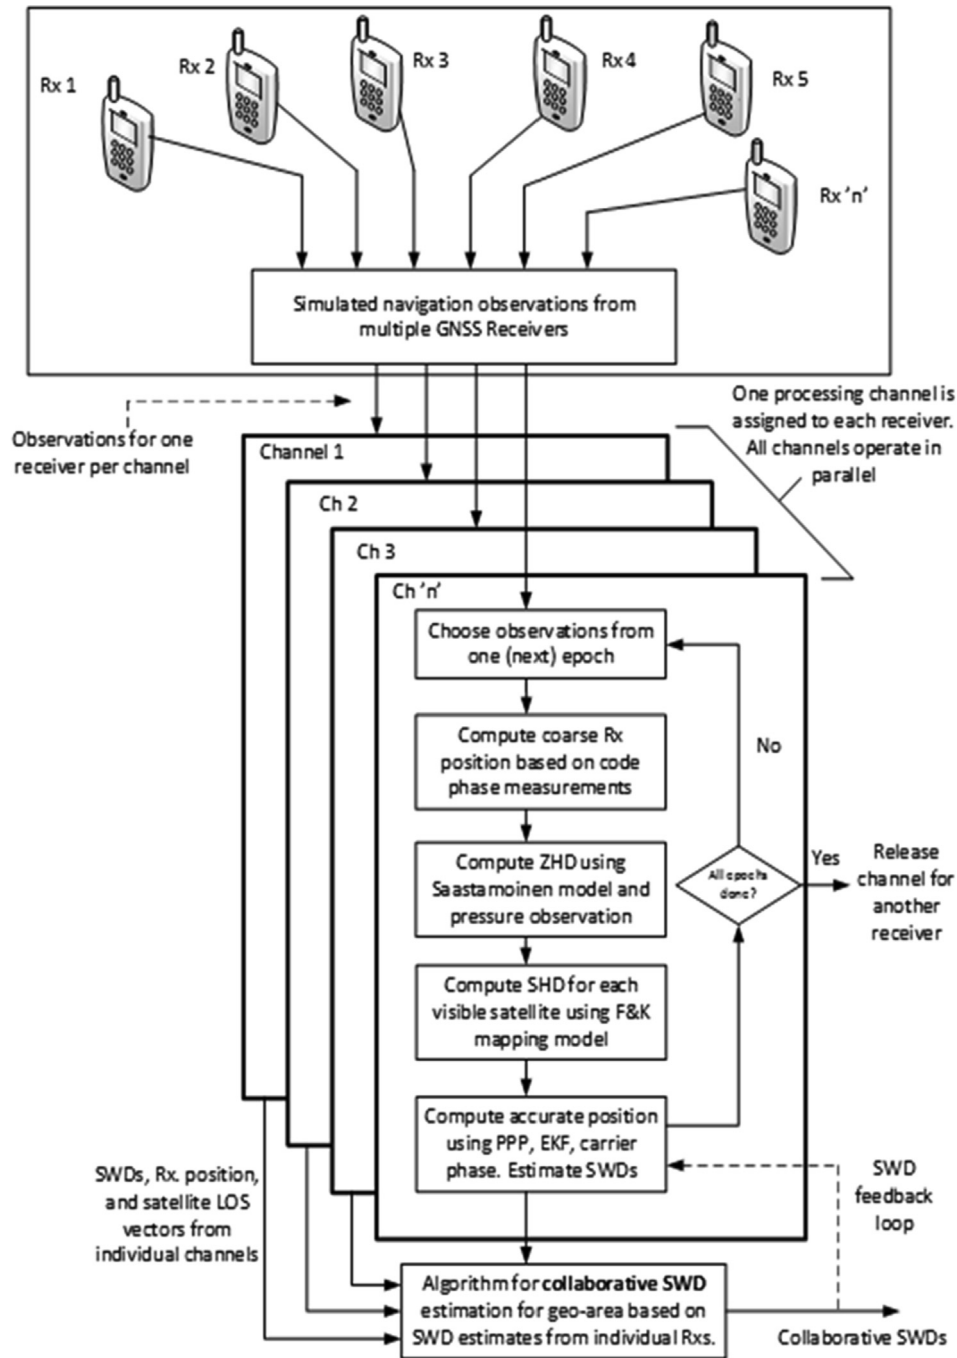 Rx 1
Rx 2
Rx 3
Rx 4
Rx 5
Rx 'n'
Simulated navigation observations from
multiple GNSS Receivers
Observations for one
receiver per channel
One processing channel is
assigned to each receiver.
All channels operate in
parallel
Channel 1
Ch 2
Ch 3
Ch 'n'
Choose observations from
one (next) epoch
Compute coarse Rx
position based on code
phase measurements
No
Compute ZHD using
Saastamoinen model and
pressure observation
All epochs
done?
Yes
Release
channel for
another
receiver
Compute SHD for each
visible satellite using F&K
mapping model
Compute accurate position
using PPP, EKF, carrier
phase. Estimate SWDs
SWDs, Rx. position,
and satellite LOS
vectors from
individual channels
SWD
feedback
loop
Algorithm for collaborative SWD
estimation for geo-area based on
SWD estimates from individual Rxs.
Collaborative SWDs